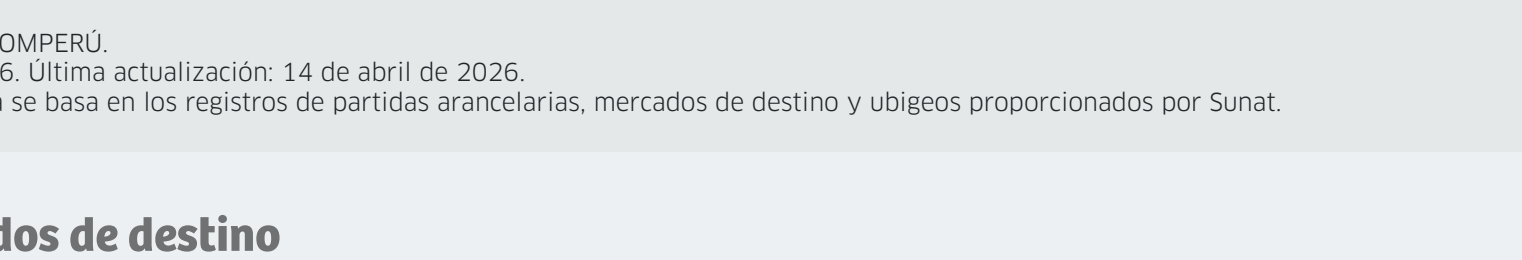 OMPERÚ.
6. Última actualización: 14 de abril de 2026.
se basa en los registros de partidas arancelarias, mercados de destino y ubigeos proporcionados por Sunat.
dos de destino